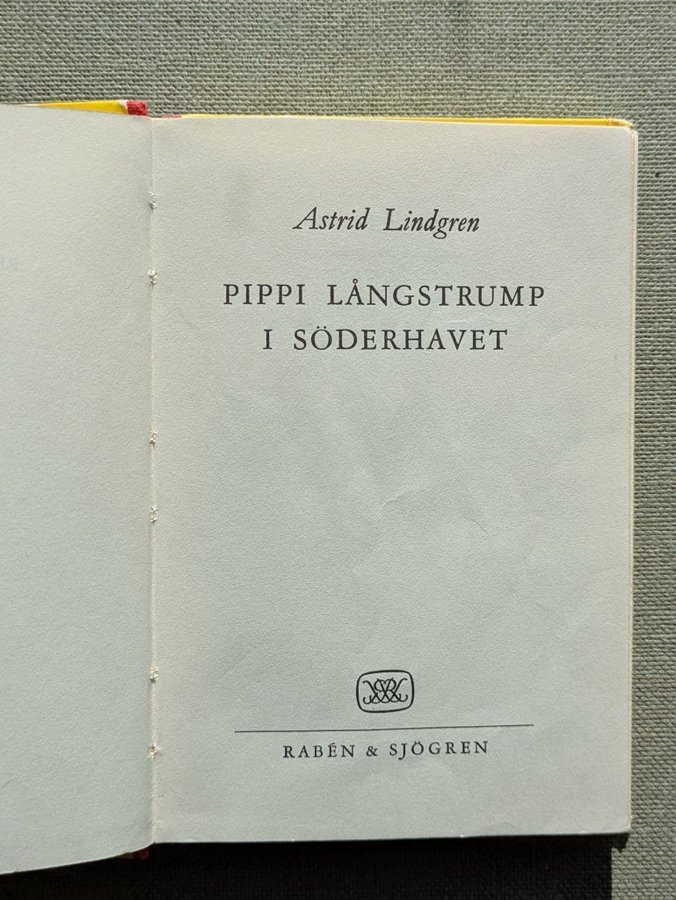 Astrid Lindgren
PIPPI LÅNGSTRUMP
I SÖDERHAVET
RABÉN & SJÖGREN